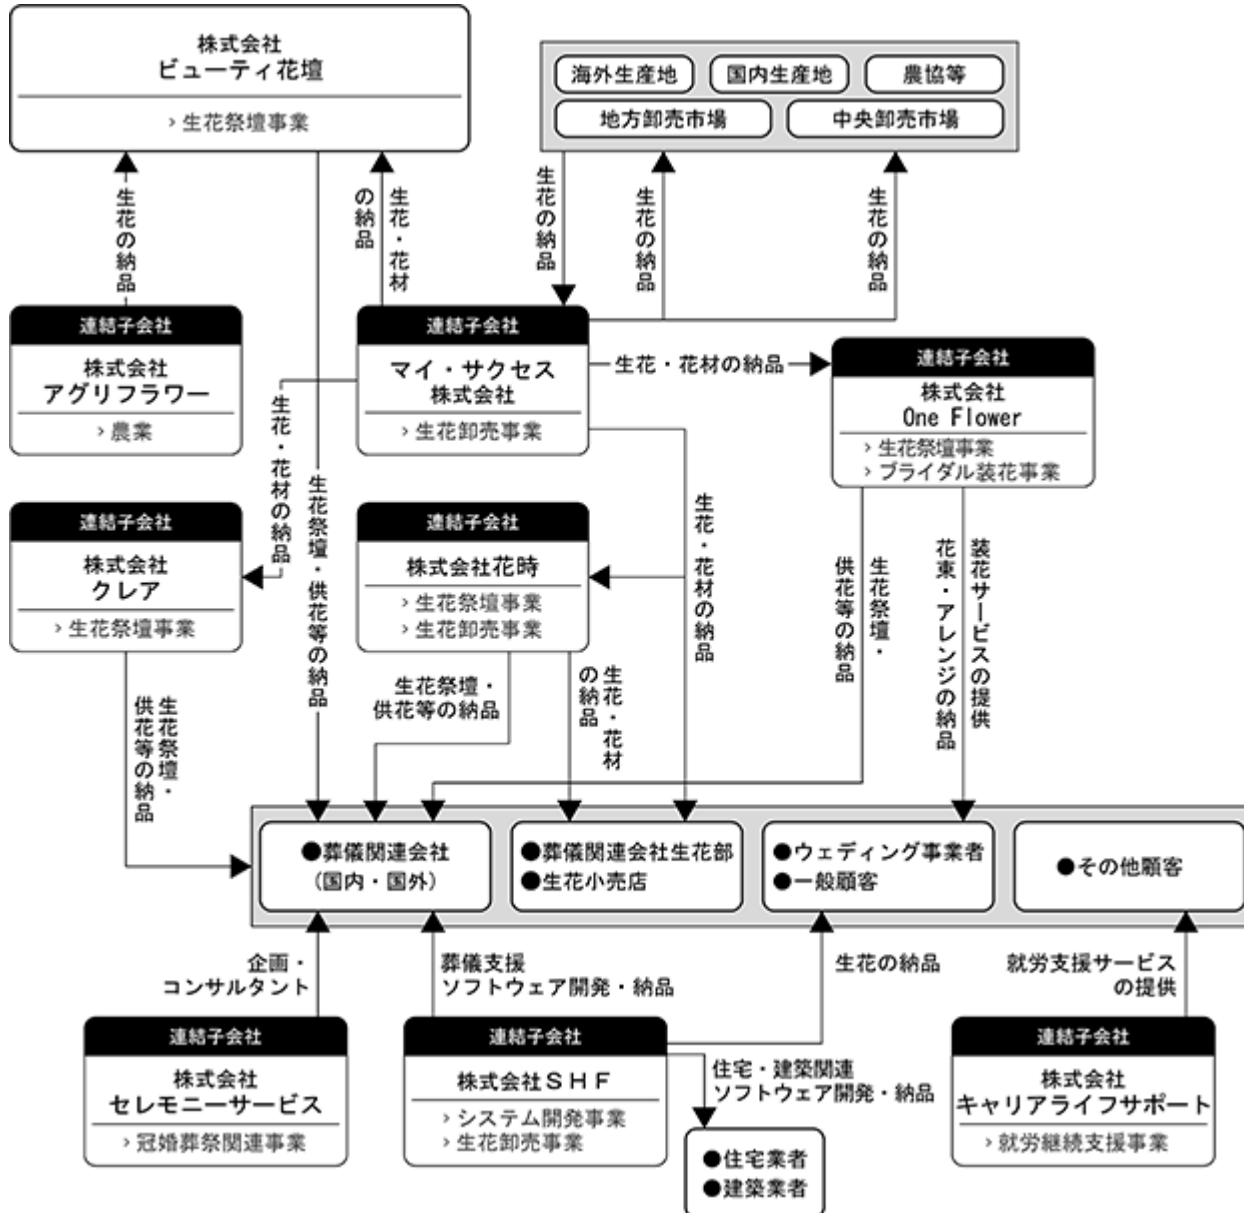 株式会社
ビューティ花壇
› 生花祭壇事業
海外生産地
国内生産地
農協等
地方卸売市場
中央卸売市場
生花の納品
生花・花材
の納品
生花の納品
生花の納品
生花の納品
連結子会社
株式会社
アグリフラワー
› 農業
連結子会社
マイ・サクセス
株式会社
› 生花卸売事業
生花・花材の納品
連結子会社
株式会社
One Flower
› 生花祭壇事業
› ブライダル装花事業
生花・花材の納品
生花祭壇・供花等の納品
生花・花材の納品
連結子会社
株式会社
クレア
› 生花祭壇事業
連結子会社
株式会社花時
› 生花祭壇事業
› 生花卸売事業
生花祭壇・
供花等の納品
装花サービスの提供
花束・アレンジの納品
生花祭壇・
供花等の納品
生花祭壇・
供花等の納品
生花・花材
の納品
●葬儀関連会社
(国内・国外)
●葬儀関連会社生花部
●生花小売店
●ウェディング事業者
●一般顧客
●その他顧客
企画・
コンサルタント
葬儀支援
ソフトウェア開発・納品
生花の納品
就労支援サービス
の提供
連結子会社
株式会社
セレモニーサービス
› 冠婚葬祭関連事業
連結子会社
株式会社ＳＨＦ
› システム開発事業
› 生花卸売事業
住宅・建築関連
ソフトウェア開発・納品
●住宅業者
●建築業者
連結子会社
株式会社
キャリアライフサポート
› 就労継続支援事業